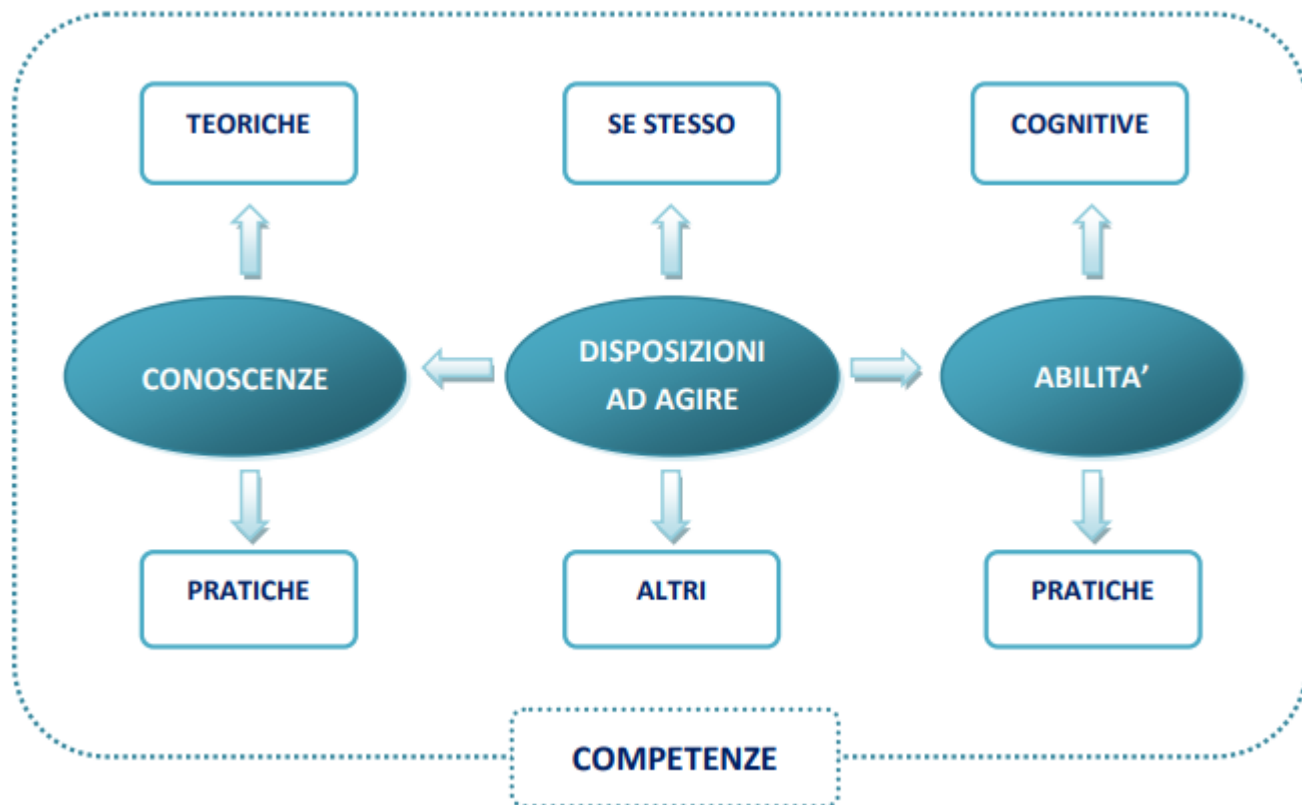 TEORICHE
SE STESSO
COGNITIVE
CONOSCENZE
DISPOSIZIONI
AD AGIRE
ABILITA’
PRATICHE
ALTRI
PRATICHE
COMPETENZE